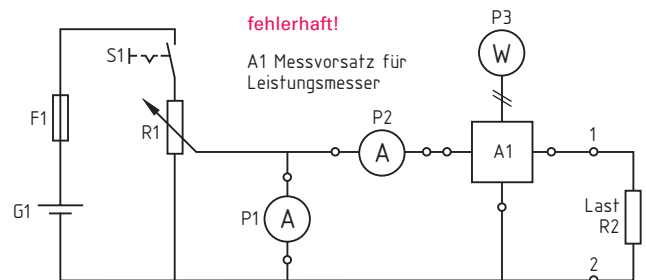 fehlerhaft!
A1 Messvorsatz für
Leistungsmesser
P3
W
S1
F1
R1
P2
A
A1
1
G1
P1
A
Last
R2
2